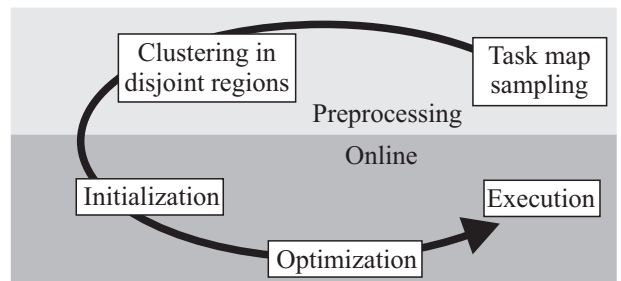 Clustering in
disjoint regions
Task map
sampling
Preprocessing
Online
Initialization
Execution
Optimization